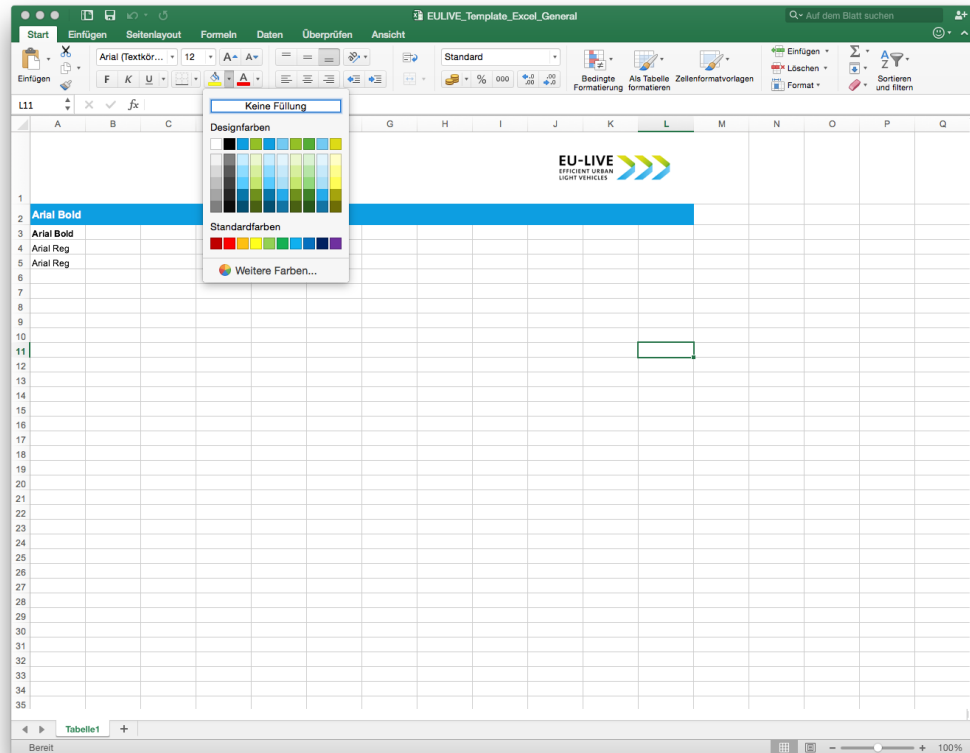 EULIVE_Template_Excel_General
Auf dem Blatt suchen
Start Einfügen Seitenlayout Formeln Daten Überprüfen Ansicht
Arial (Textkör... 12 A A Standard Einfügen
Löschen
Einfügen F K U A % 000 Bedingte Formatierung Als Tabelle formatieren Zellenformatvorlagen Format Sortieren und filtern
L11 fx
Keine Füllung
Designfarben
Standardfarben
Weitere Farben...
A B C G H I J K L M N O P Q
EU-LIVE
EFFICIENT URBAN
LIGHT VEHICLES
1
2 Arial Bold
3 Arial Bold
4 Arial Reg
5 Arial Reg
6
7
8
9
10
11
12
13
14
15
16
17
18
19
20
21
22
23
24
25
26
27
28
29
30
31
32
33
34
35
Tabelle1 +
Bereit 100%